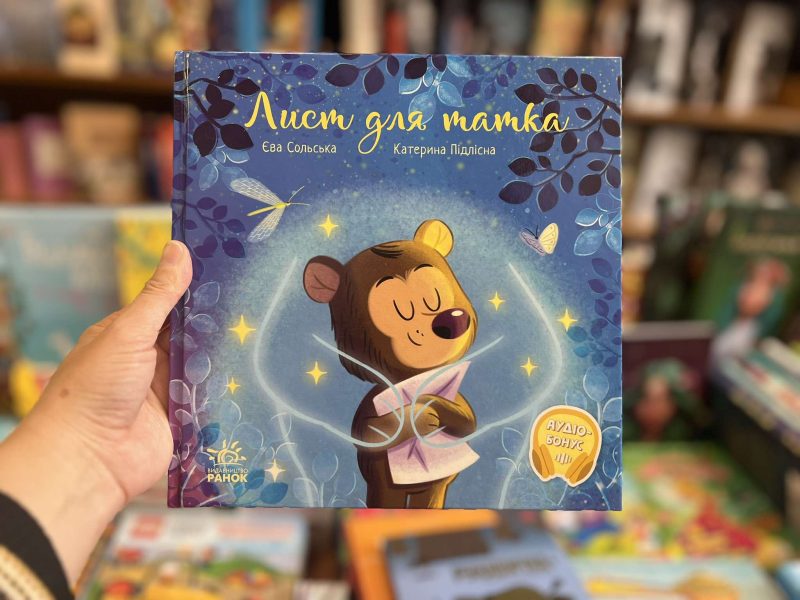 Лист для татка
Єва Сольська Катерина Підлісна
АУДІО-
БОНУС
ВИДАВНИЦТВО
РАНОК